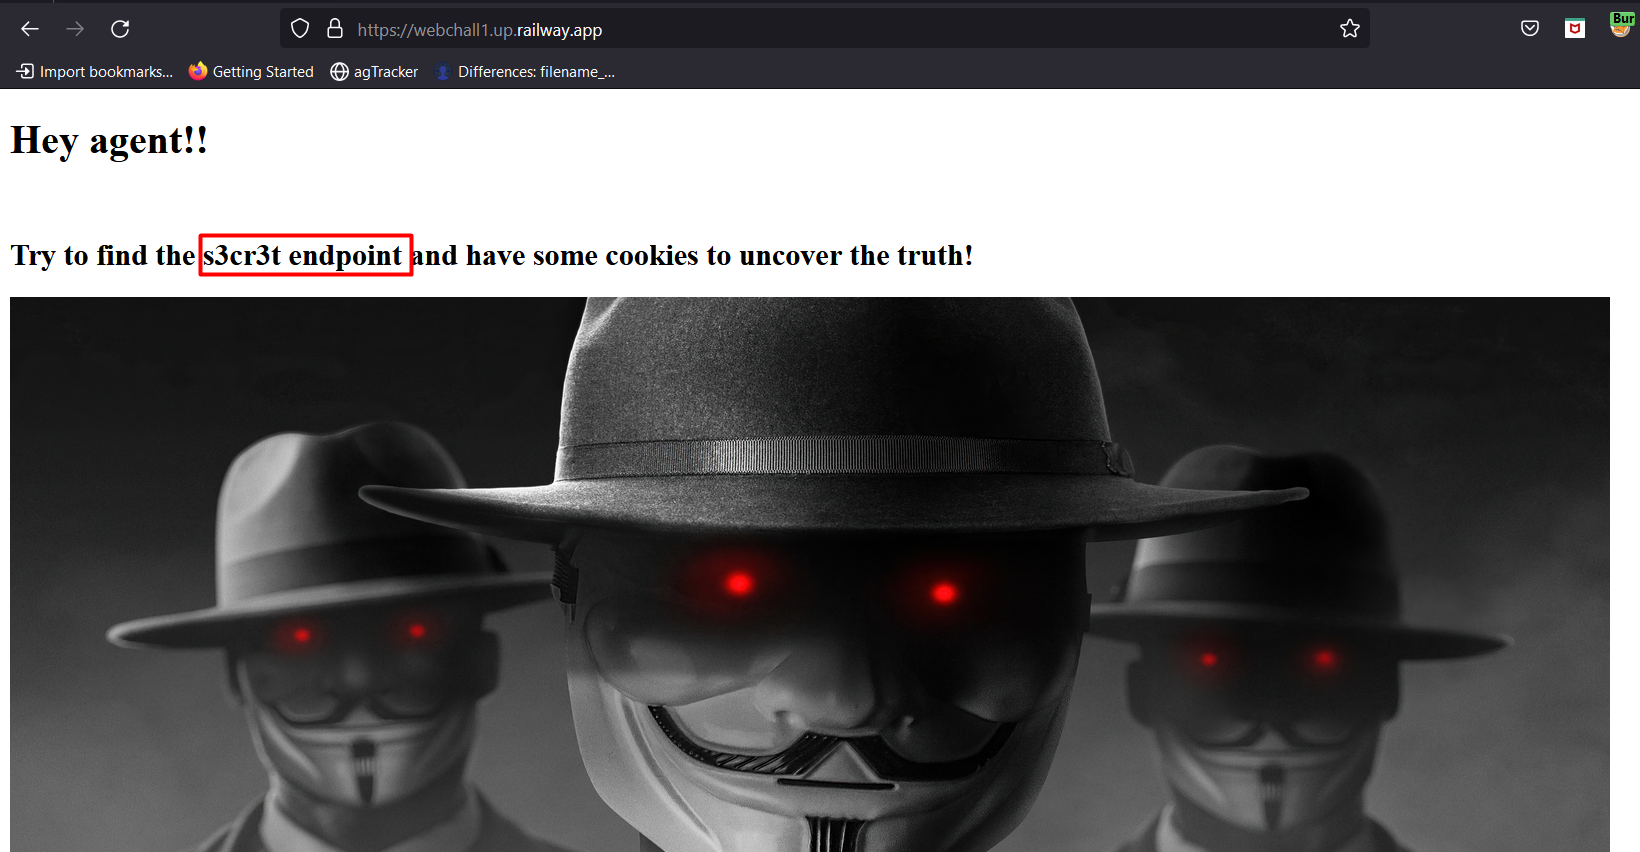 https://webchall1.up.railway.app
Bur
Import bookmarks... Getting Started agTracker Differences: filename_...
Hey agent!!
Try to find the s3cr3t endpoint and have some cookies to uncover the truth!